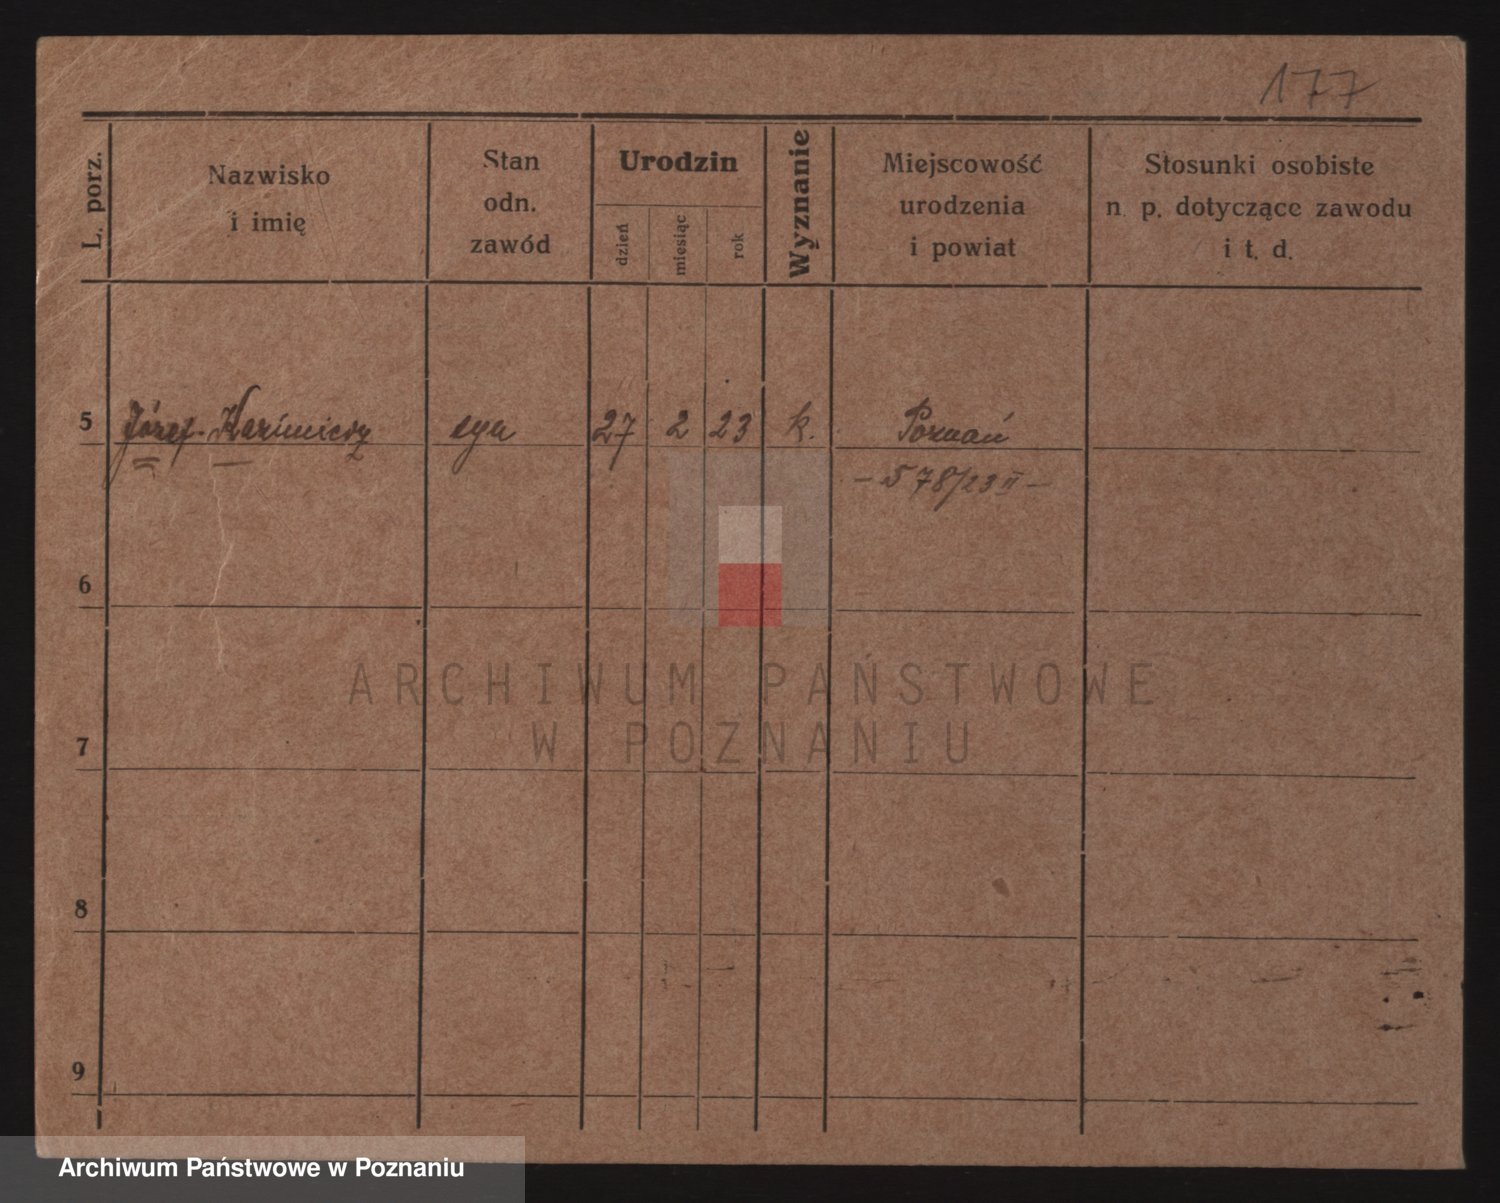 177
L. porz.
Nazwisko
i imię
Stan
odn.
zawód
Urodzin
dzień
miesiąc
rok
Wyznanie
Miejscowość
urodzenia
i powiat
Stosunki osobiste
n. p. dotyczące zawodu
i t. d.
5 Józef-Kazimierz 27 2 23 k. Poznań
- S 78/23 II -
6
7
8
9
ARCHIWUM PAŃSTWOWE
W POZNANIU
Archiwum Państwowe w Poznaniu